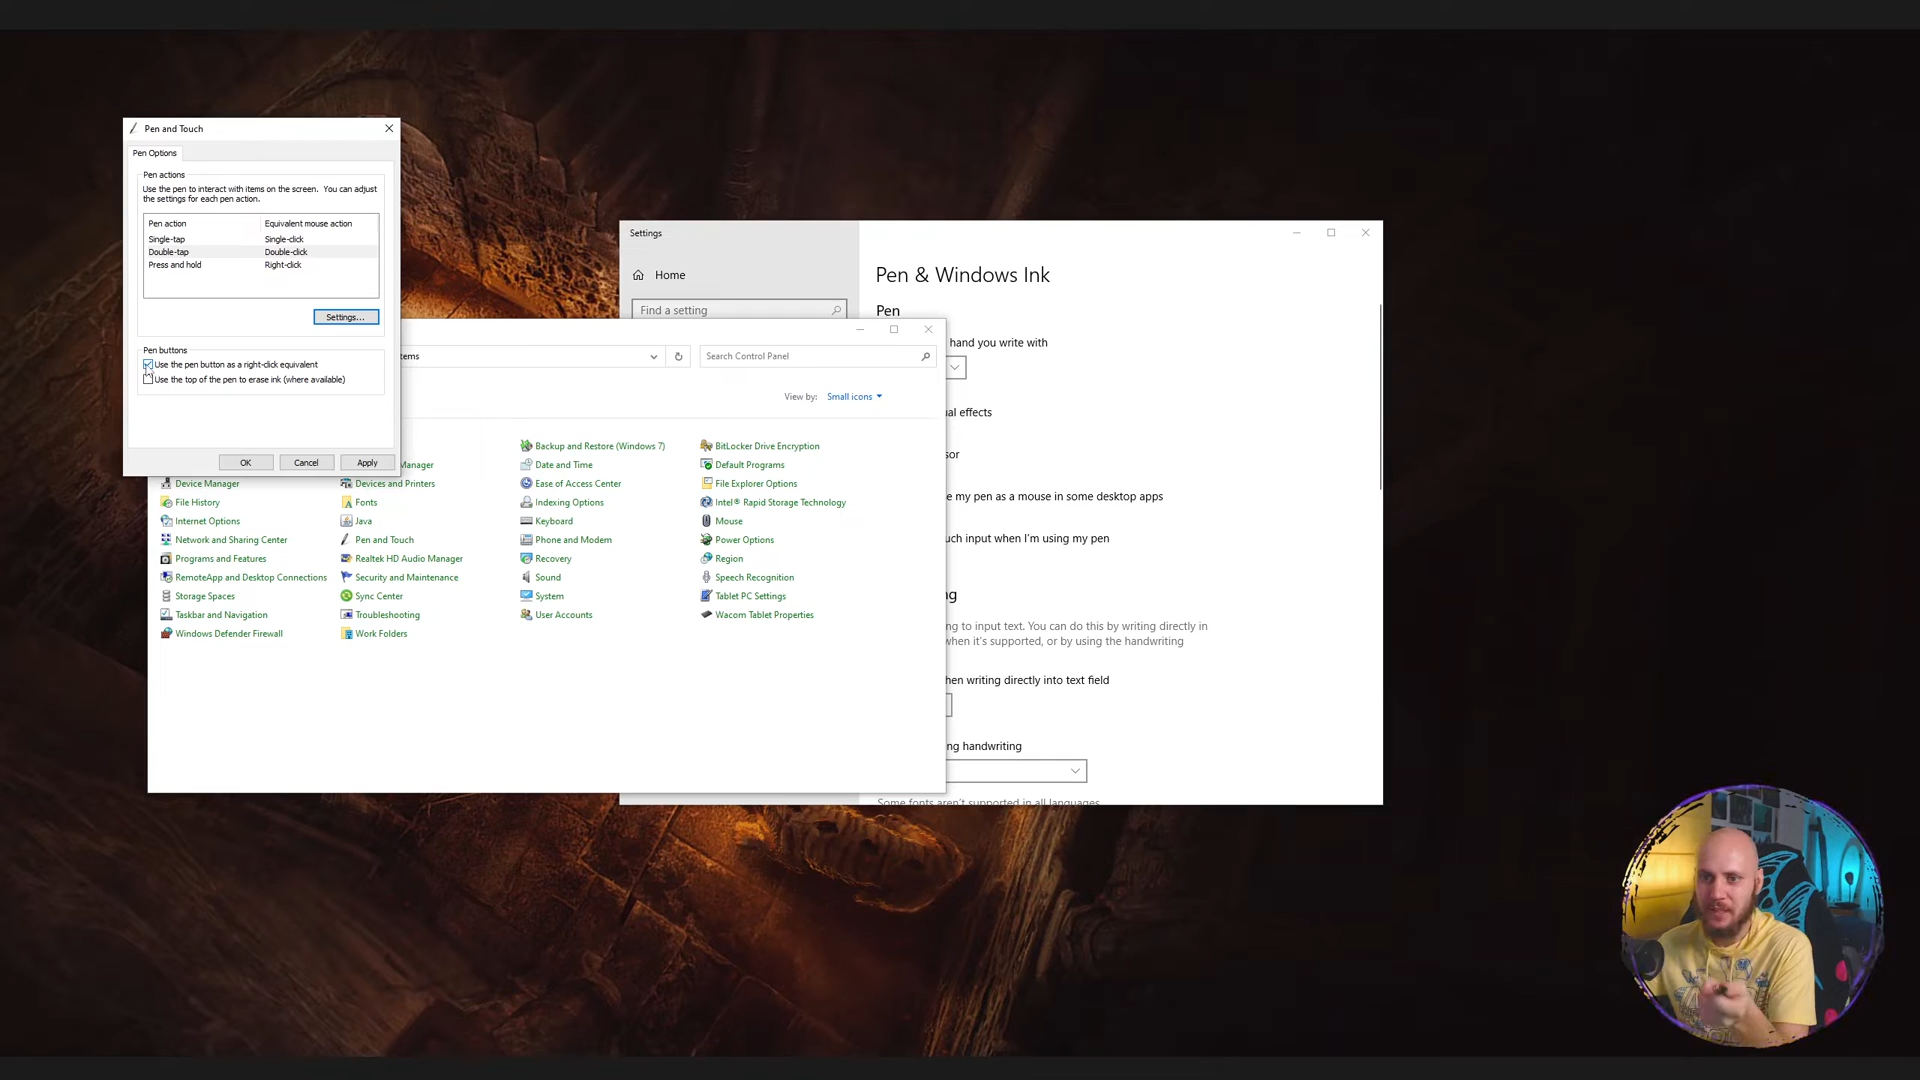 Pen and Touch
Pen Options
Pen actions
Use the pen to interact with items on the screen. You can adjust
the settings for each pen action.
Pen action Equivalent mouse action
Single-tap Single-click
Double-tap Double-click
Press and hold Right-click
Settings...
Pen buttons
Use the pen button as a right-click equivalent
Use the top of the pen to erase ink (where available)
OK Cancel Apply
Settings
Home
Find a setting
Pen & Windows Ink
Pen
hand you write with
al effects
sor
e my pen as a mouse in some desktop apps
uch input when I'm using my pen
ng
ng to input text. You can do this by writing directly in
when it's supported, or by using the handwriting
hen writing directly into text field
ng handwriting
Some fonts aren't supported in all languages
tems
Search Control Panel
View by: Small icons
Backup and Restore (Windows 7) BitLocker Drive Encryption
Manager Date and Time Default Programs
Device Manager Devices and Printers Ease of Access Center File Explorer Options
File History Fonts Indexing Options Intel® Rapid Storage Technology
Internet Options Java Keyboard Mouse
Network and Sharing Center Pen and Touch Phone and Modem Power Options
Programs and Features Realtek HD Audio Manager Recovery Region
RemoteApp and Desktop Connections Security and Maintenance Sound Speech Recognition
Storage Spaces Sync Center System Tablet PC Settings
Taskbar and Navigation Troubleshooting User Accounts Wacom Tablet Properties
Windows Defender Firewall Work Folders